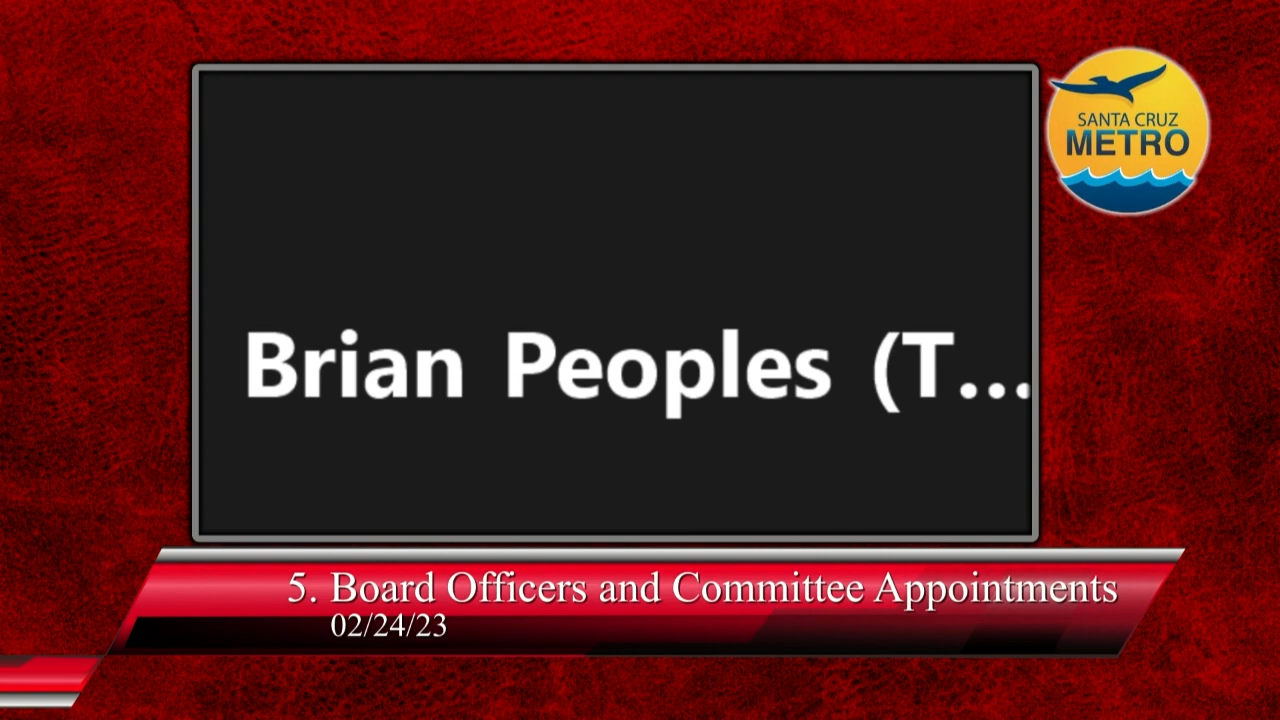 SANTA CRUZ
METRO
Brian Peoples (T...
5. Board Officers and Committee Appointments
02/24/23